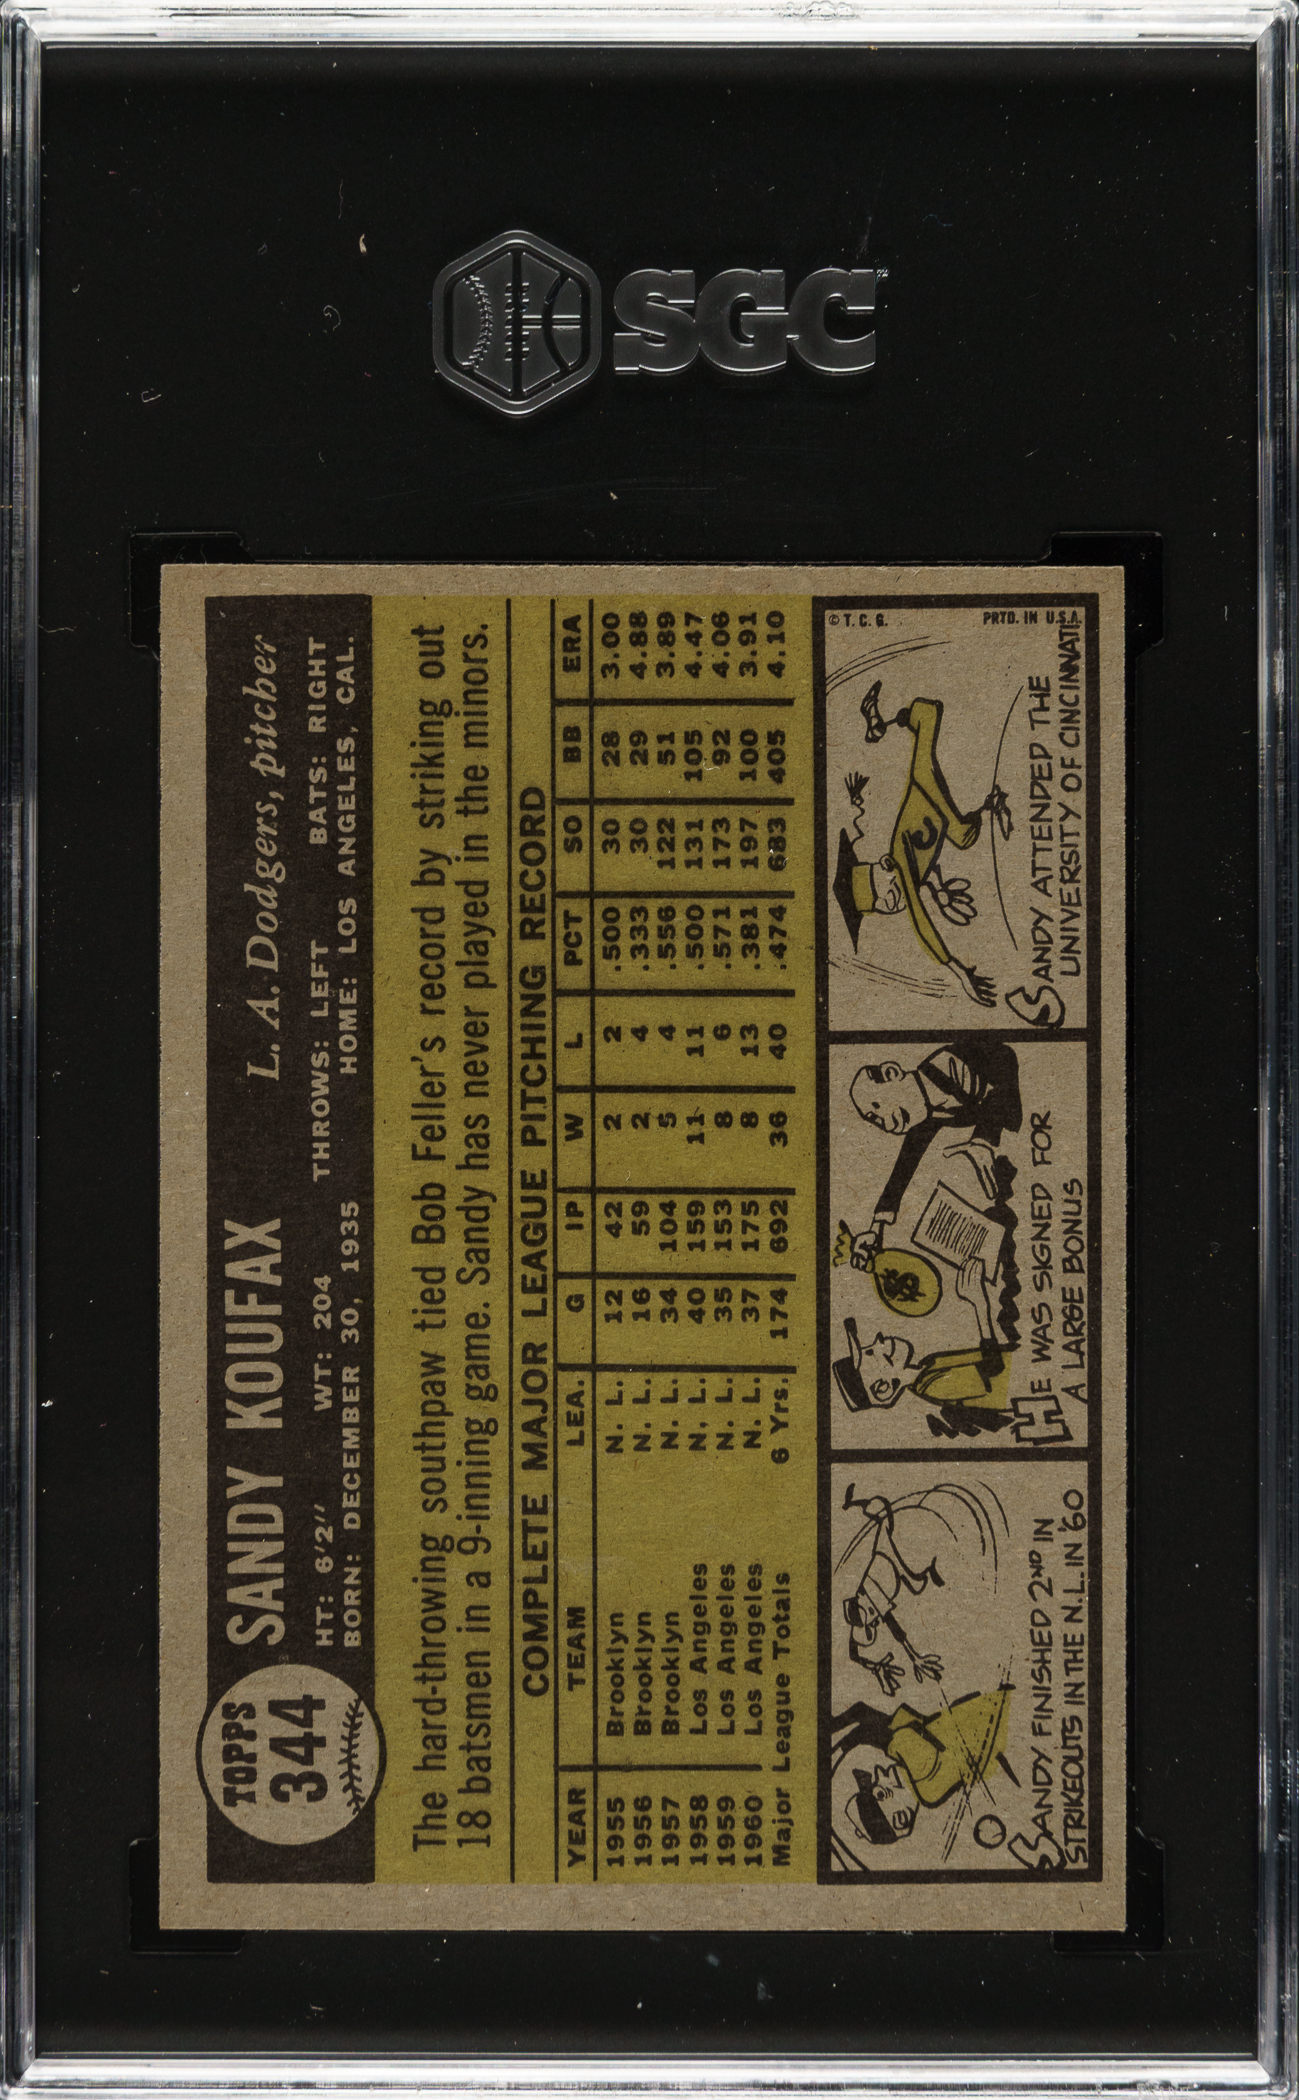 SGC
TOPPS
344
SANDY KOUFAX L. A. Dodgers, pitcher
HT: 6'2" WT: 204 THROWS: LEFT BATS: RIGHT
BORN: DECEMBER 30, 1935 HOME: LOS ANGELES, CAL.
The hard-throwing southpaw tied Bob Feller's record by striking out
18 batsmen in a 9-inning game. Sandy has never played in the minors.
COMPLETE MAJOR LEAGUE PITCHING RECORD
YEAR TEAM LEA. G IP W L PCT SO BB ERA
1955 Brooklyn N. L. 12 42 2 2 .500 30 28 3.00
1956 Brooklyn N. L. 16 59 2 4 .333 30 29 4.88
1957 Brooklyn N. L. 34 104 5 4 .556 122 51 3.89
1958 Los Angeles N. L. 40 159 11 11 .500 131 105 4.47
1959 Los Angeles N. L. 35 153 8 6 .571 173 92 4.06
1960 Los Angeles N. L. 37 175 8 13 .381 197 100 3.91
Major League Totals 6 Yrs. 174 692 36 40 .474 683 405 4.10
SANDY FINISHED 2ND IN
STRIKEOUTS IN THE N.L. IN '60
HE WAS SIGNED FOR
A LARGE BONUS
© T. C. G. PRTD. IN U.S.A.
C
SANDY ATTENDED THE
UNIVERSITY OF CINCINNATI